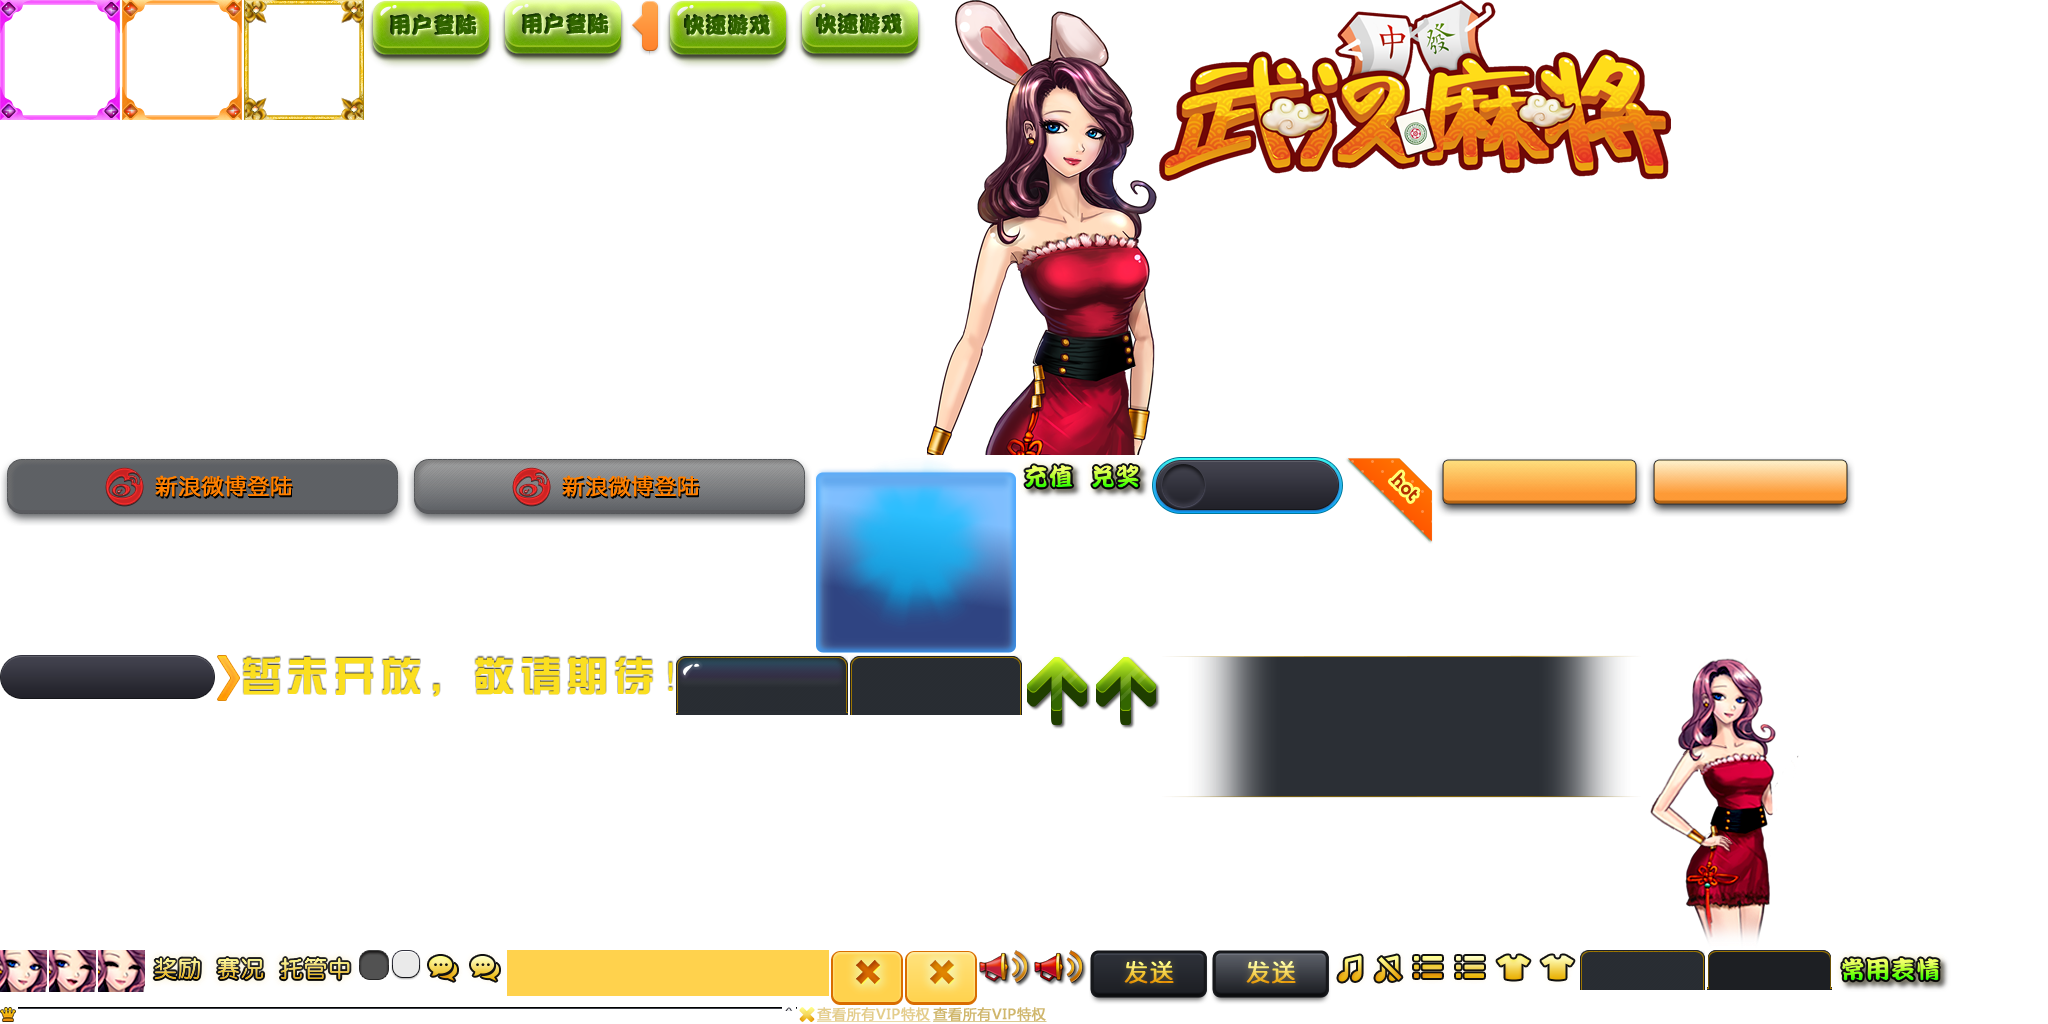 用户登陆
用户登陆
快速游戏
快速游戏
中
發
武汉麻将
新浪微博登陆
新浪微博登陆
充值
兑奖
hot
暂未开放，敬请期待！
奖励
赛况
托管中
发送
发送
常用表情
查看所有VIP特权
查看所有VIP特权